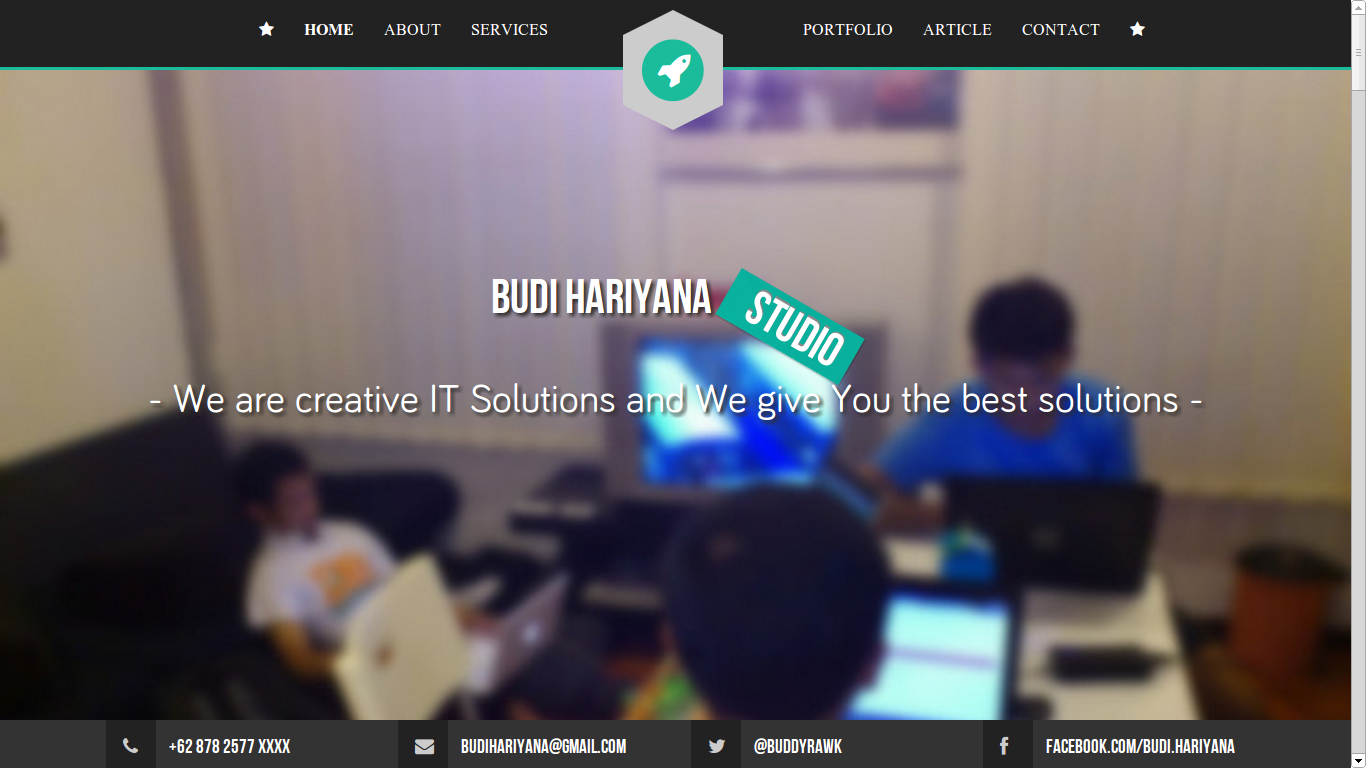 HOME ABOUT SERVICES PORTFOLIO ARTICLE CONTACT
BUDI HARIYANA STUDIO
- We are creative IT Solutions and We give You the best solutions -
+62 878 2577 XXXX BUDIHARIYANA@GMAIL.COM @BUDDYRAWK FACEBOOK.COM/BUDI.HARIYANA